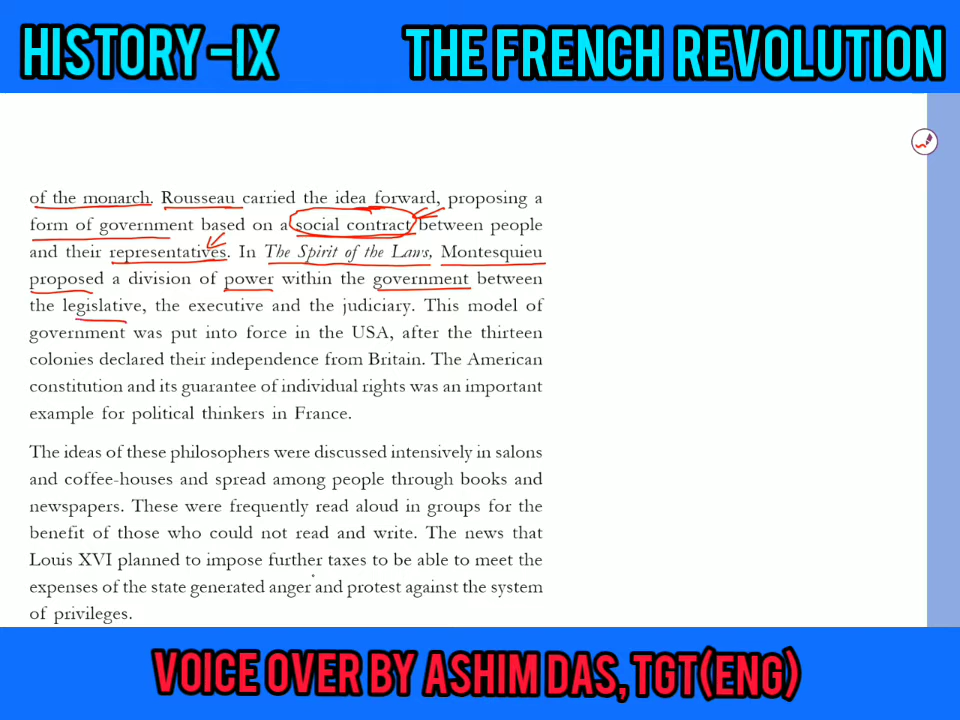 HISTORY -IX THE FRENCH REVOLUTION
of the monarch. Rousseau carried the idea forward, proposing a
form of government based on a social contract between people
and their representatives. In The Spirit of the Laws, Montesquieu
proposed a division of power within the government between
the legislative, the executive and the judiciary. This model of
government was put into force in the USA, after the thirteen
colonies declared their independence from Britain. The American
constitution and its guarantee of individual rights was an important
example for political thinkers in France.
The ideas of these philosophers were discussed intensively in salons
and coffee-houses and spread among people through books and
newspapers. These were frequently read aloud in groups for the
benefit of those who could not read and write. The news that
Louis XVI planned to impose further taxes to be able to meet the
expenses of the state generated anger and protest against the system
of privileges.
VOICE OVER BY ASHIM DAS, TGT(ENG)